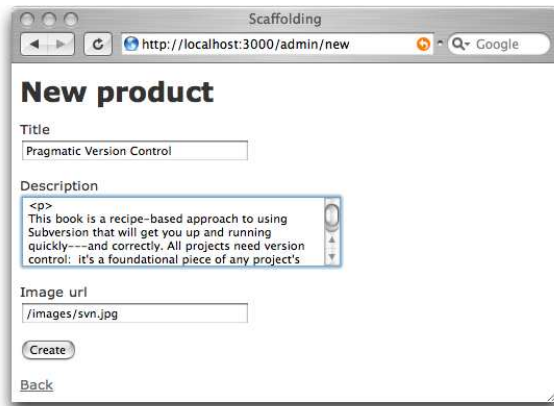 Scaffolding
http://localhost:3000/admin/new
Google
New product
Title
Pragmatic Version Control
Description
<p>
This book is a recipe-based approach to using
Subversion that will get you up and running
quickly---and correctly. All projects need version
control: it's a foundational piece of any project's
Image url
/images/svn.jpg
Create
Back